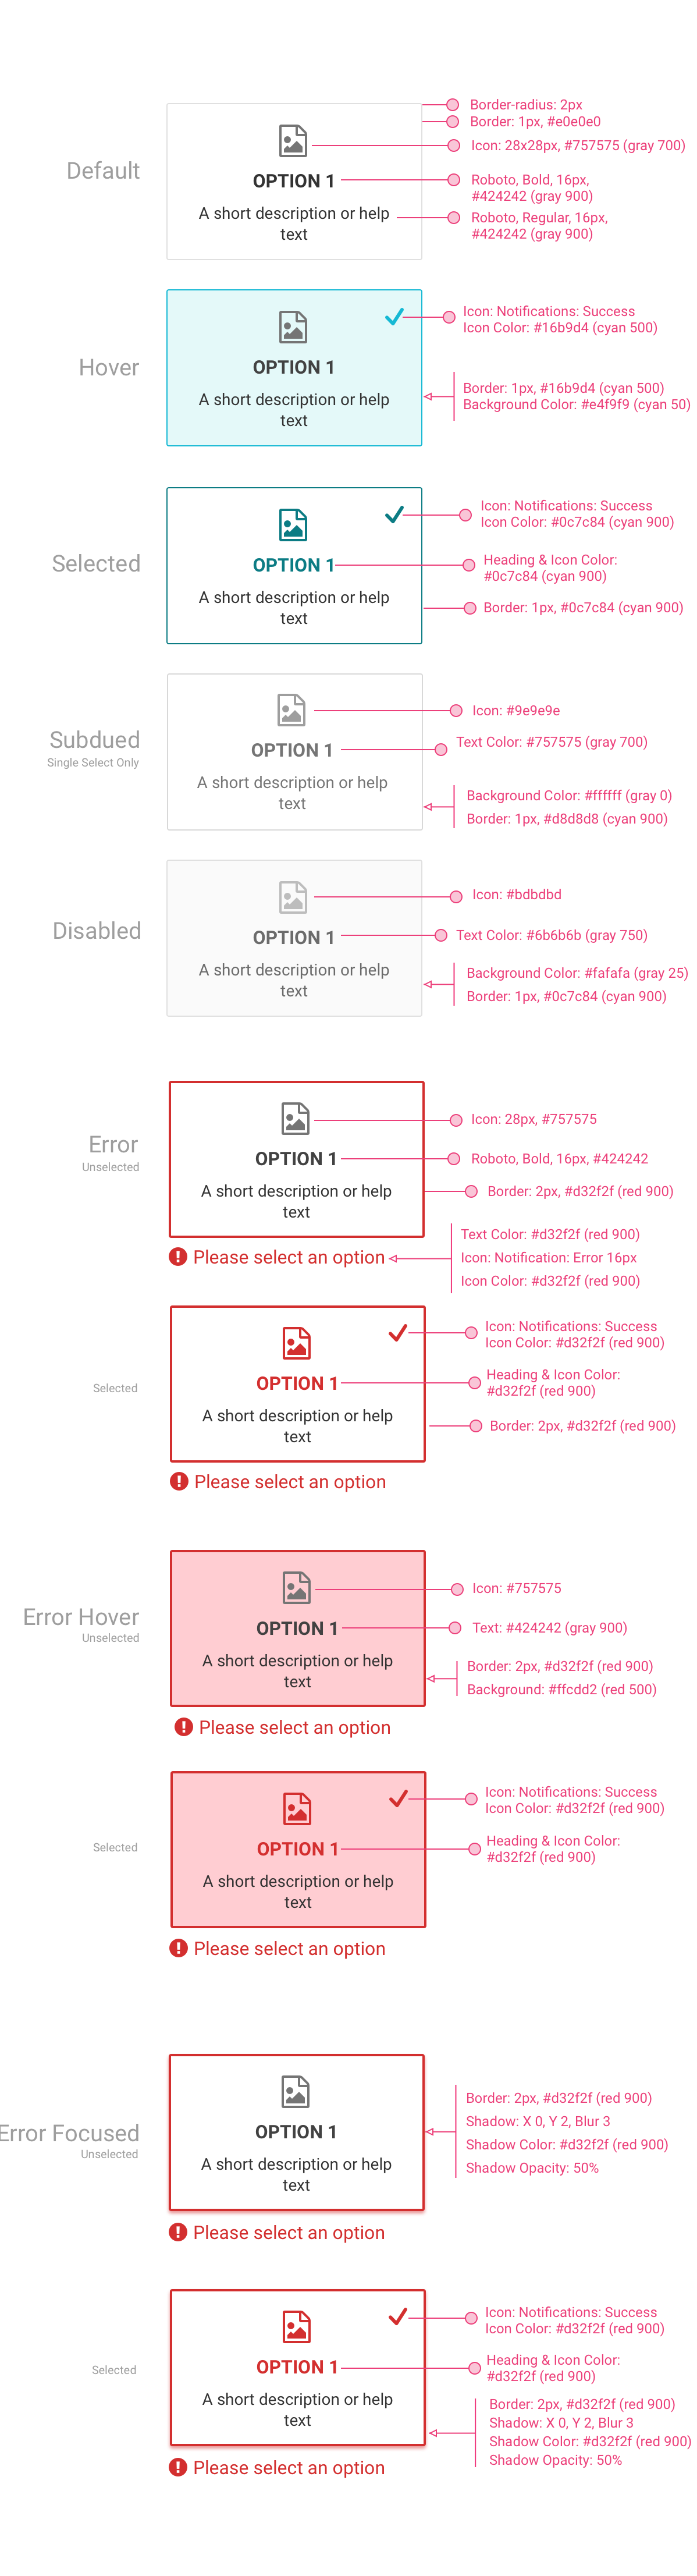 Default
OPTION 1
A short description or help
text
Border-radius: 2px
Border: 1px, #e0e0e0
Icon: 28x28px, #757575 (gray 700)
Roboto, Bold, 16px,
#424242 (gray 900)
Roboto, Regular, 16px,
#424242 (gray 900)
Hover
OPTION 1
A short description or help
text
Icon: Notifications: Success
Icon Color: #16b9d4 (cyan 500)
Border: 1px, #16b9d4 (cyan 500)
Background Color: #e4f9f9 (cyan 50)
Selected
OPTION 1
A short description or help
text
Icon: Notifications: Success
Icon Color: #0c7c84 (cyan 900)
Heading & Icon Color:
#0c7c84 (cyan 900)
Border: 1px, #0c7c84 (cyan 900)
Subdued
Single Select Only
OPTION 1
A short description or help
text
Icon: #9e9e9e
Text Color: #757575 (gray 700)
Background Color: #ffffff (gray 0)
Border: 1px, #d8d8d8 (cyan 900)
Disabled
OPTION 1
A short description or help
text
Icon: #bdbdbd
Text Color: #6b6b6b (gray 750)
Background Color: #fafafa (gray 25)
Border: 1px, #0c7c84 (cyan 900)
Error
Unselected
OPTION 1
A short description or help
text
Please select an option
Icon: 28px, #757575
Roboto, Bold, 16px, #424242
Border: 2px, #d32f2f (red 900)
Text Color: #d32f2f (red 900)
Icon: Notification: Error 16px
Icon Color: #d32f2f (red 900)
Selected
OPTION 1
A short description or help
text
Please select an option
Icon: Notifications: Success
Icon Color: #d32f2f (red 900)
Heading & Icon Color:
#d32f2f (red 900)
Border: 2px, #d32f2f (red 900)
Error Hover
Unselected
OPTION 1
A short description or help
text
Please select an option
Icon: #757575
Text: #424242 (gray 900)
Border: 2px, #d32f2f (red 900)
Background: #ffcdd2 (red 500)
Selected
OPTION 1
A short description or help
text
Please select an option
Icon: Notifications: Success
Icon Color: #d32f2f (red 900)
Heading & Icon Color:
#d32f2f (red 900)
Error Focused
Unselected
OPTION 1
A short description or help
text
Please select an option
Border: 2px, #d32f2f (red 900)
Shadow: X 0, Y 2, Blur 3
Shadow Color: #d32f2f (red 900)
Shadow Opacity: 50%
Selected
OPTION 1
A short description or help
text
Please select an option
Icon: Notifications: Success
Icon Color: #d32f2f (red 900)
Heading & Icon Color:
#d32f2f (red 900)
Border: 2px, #d32f2f (red 900)
Shadow: X 0, Y 2, Blur 3
Shadow Color: #d32f2f (red 900)
Shadow Opacity: 50%